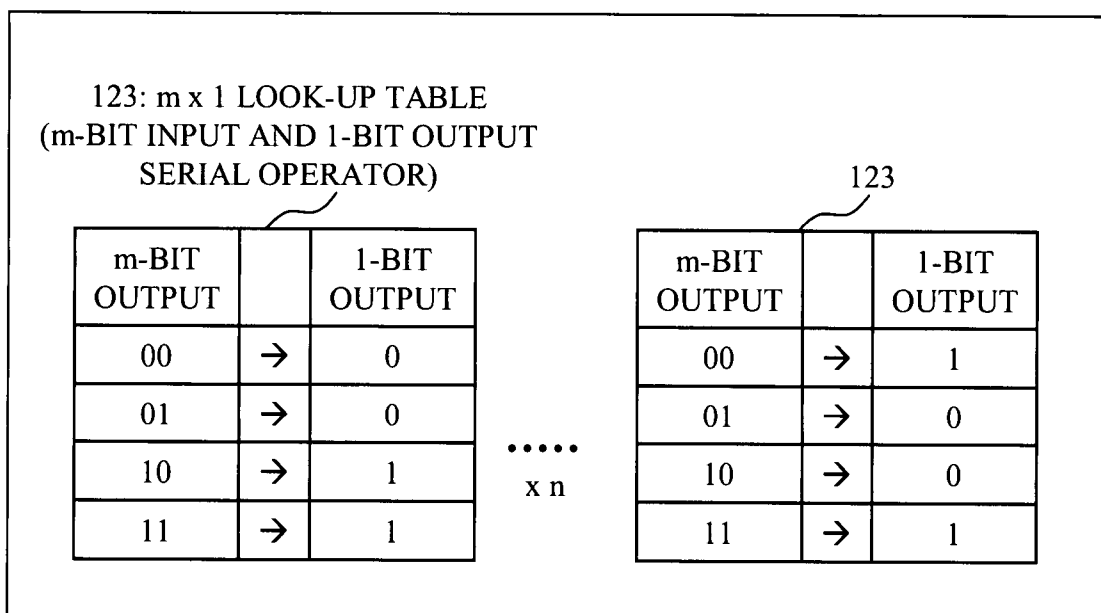 123: m x 1 LOOK-UP TABLE
(m-BIT INPUT AND 1-BIT OUTPUT
SERIAL OPERATOR)
m-BIT OUTPUT 1-BIT OUTPUT
00 → 0
01 → 0
10 → 1
11 → 1
•••••
x n
123
m-BIT OUTPUT 1-BIT OUTPUT
00 → 1
01 → 0
10 → 0
11 → 1